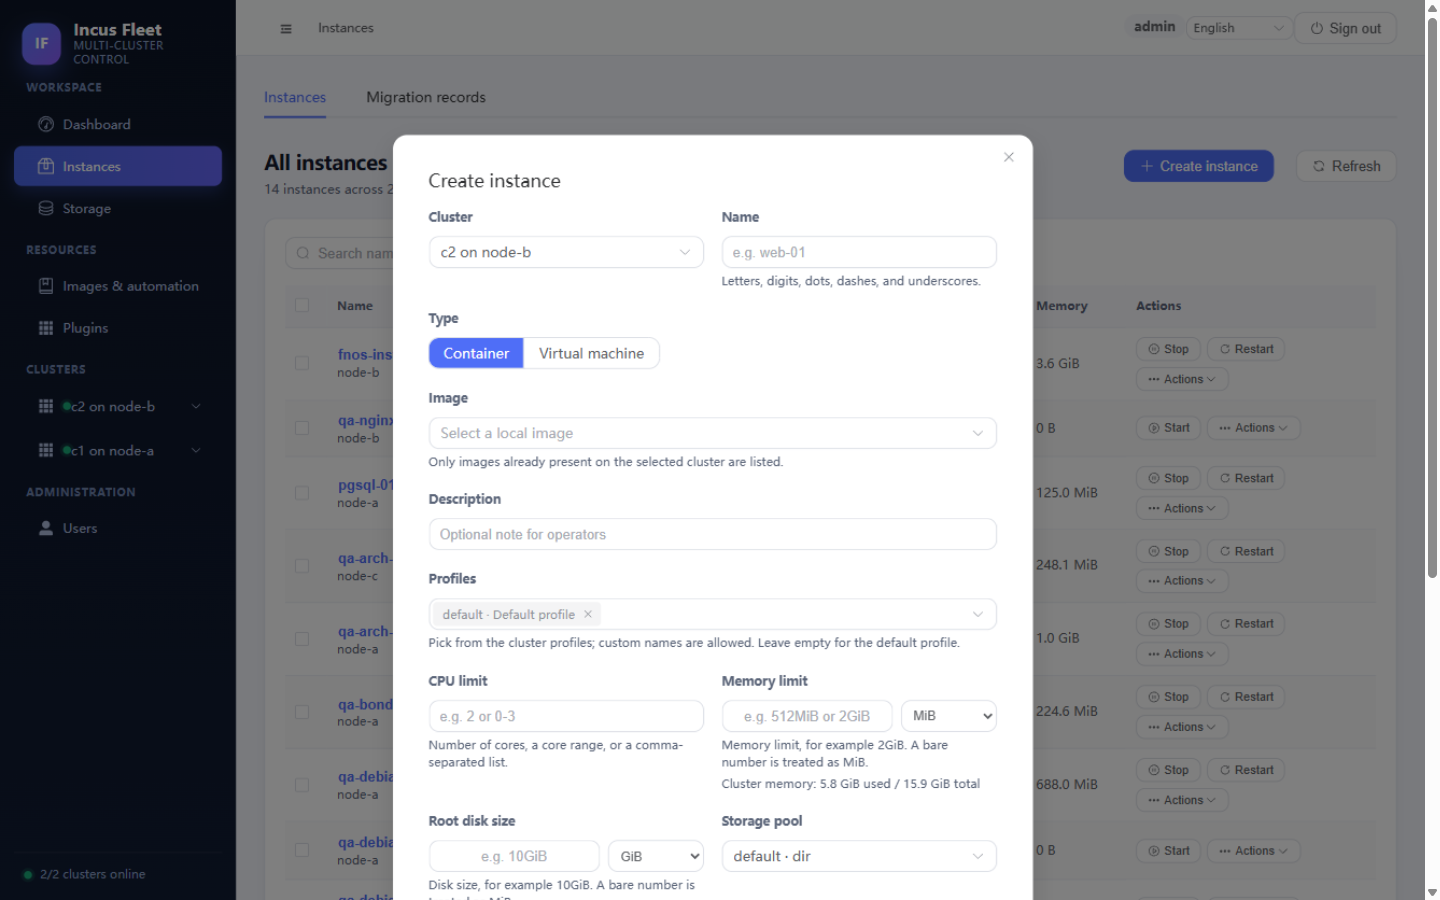 IF
Incus Fleet
MULTI-CLUSTER
CONTROL
WORKSPACE
Dashboard
Instances
Storage
RESOURCES
Images & automation
Plugins
CLUSTERS
c2 on node-b
c1 on node-a
ADMINISTRATION
Users
2/2 clusters online
Instances
admin
English
Sign out
Instances
Migration records
All instances
14 instances across
Create instance
Refresh
Search
Name
Memory
Actions
node-b
3.6 GiB
Stop
Restart
Actions
node-b
0 B
Start
Actions
pgsql-01
node-a
125.0 MiB
Stop
Restart
Actions
qa-arch-
node-c
248.1 MiB
Stop
Restart
Actions
qa-arch-
node-a
1.0 GiB
Stop
Restart
Actions
qa-bond
node-a
224.6 MiB
Stop
Restart
Actions
node-a
688.0 MiB
Stop
Restart
Actions
node-a
0 B
Start
Actions
Create instance
Cluster
c2 on node-b
Name
e.g. web-01
Letters, digits, dots, dashes, and underscores.
Type
Container
Virtual machine
Image
Select a local image
Only images already present on the selected cluster are listed.
Description
Optional note for operators
Profiles
default · Default profile
Pick from the cluster profiles; custom names are allowed. Leave empty for the default profile.
CPU limit
e.g. 2 or 0-3
Number of cores, a core range, or a comma-
separated list.
Memory limit
e.g. 512MiB or 2GiB
MiB
Memory limit, for example 2GiB. A bare
number is treated as MiB.
Cluster memory: 5.8 GiB used / 15.9 GiB total
Root disk size
e.g. 10GiB
GiB
Disk size, for example 10GiB. A bare number is
Storage pool
default · dir